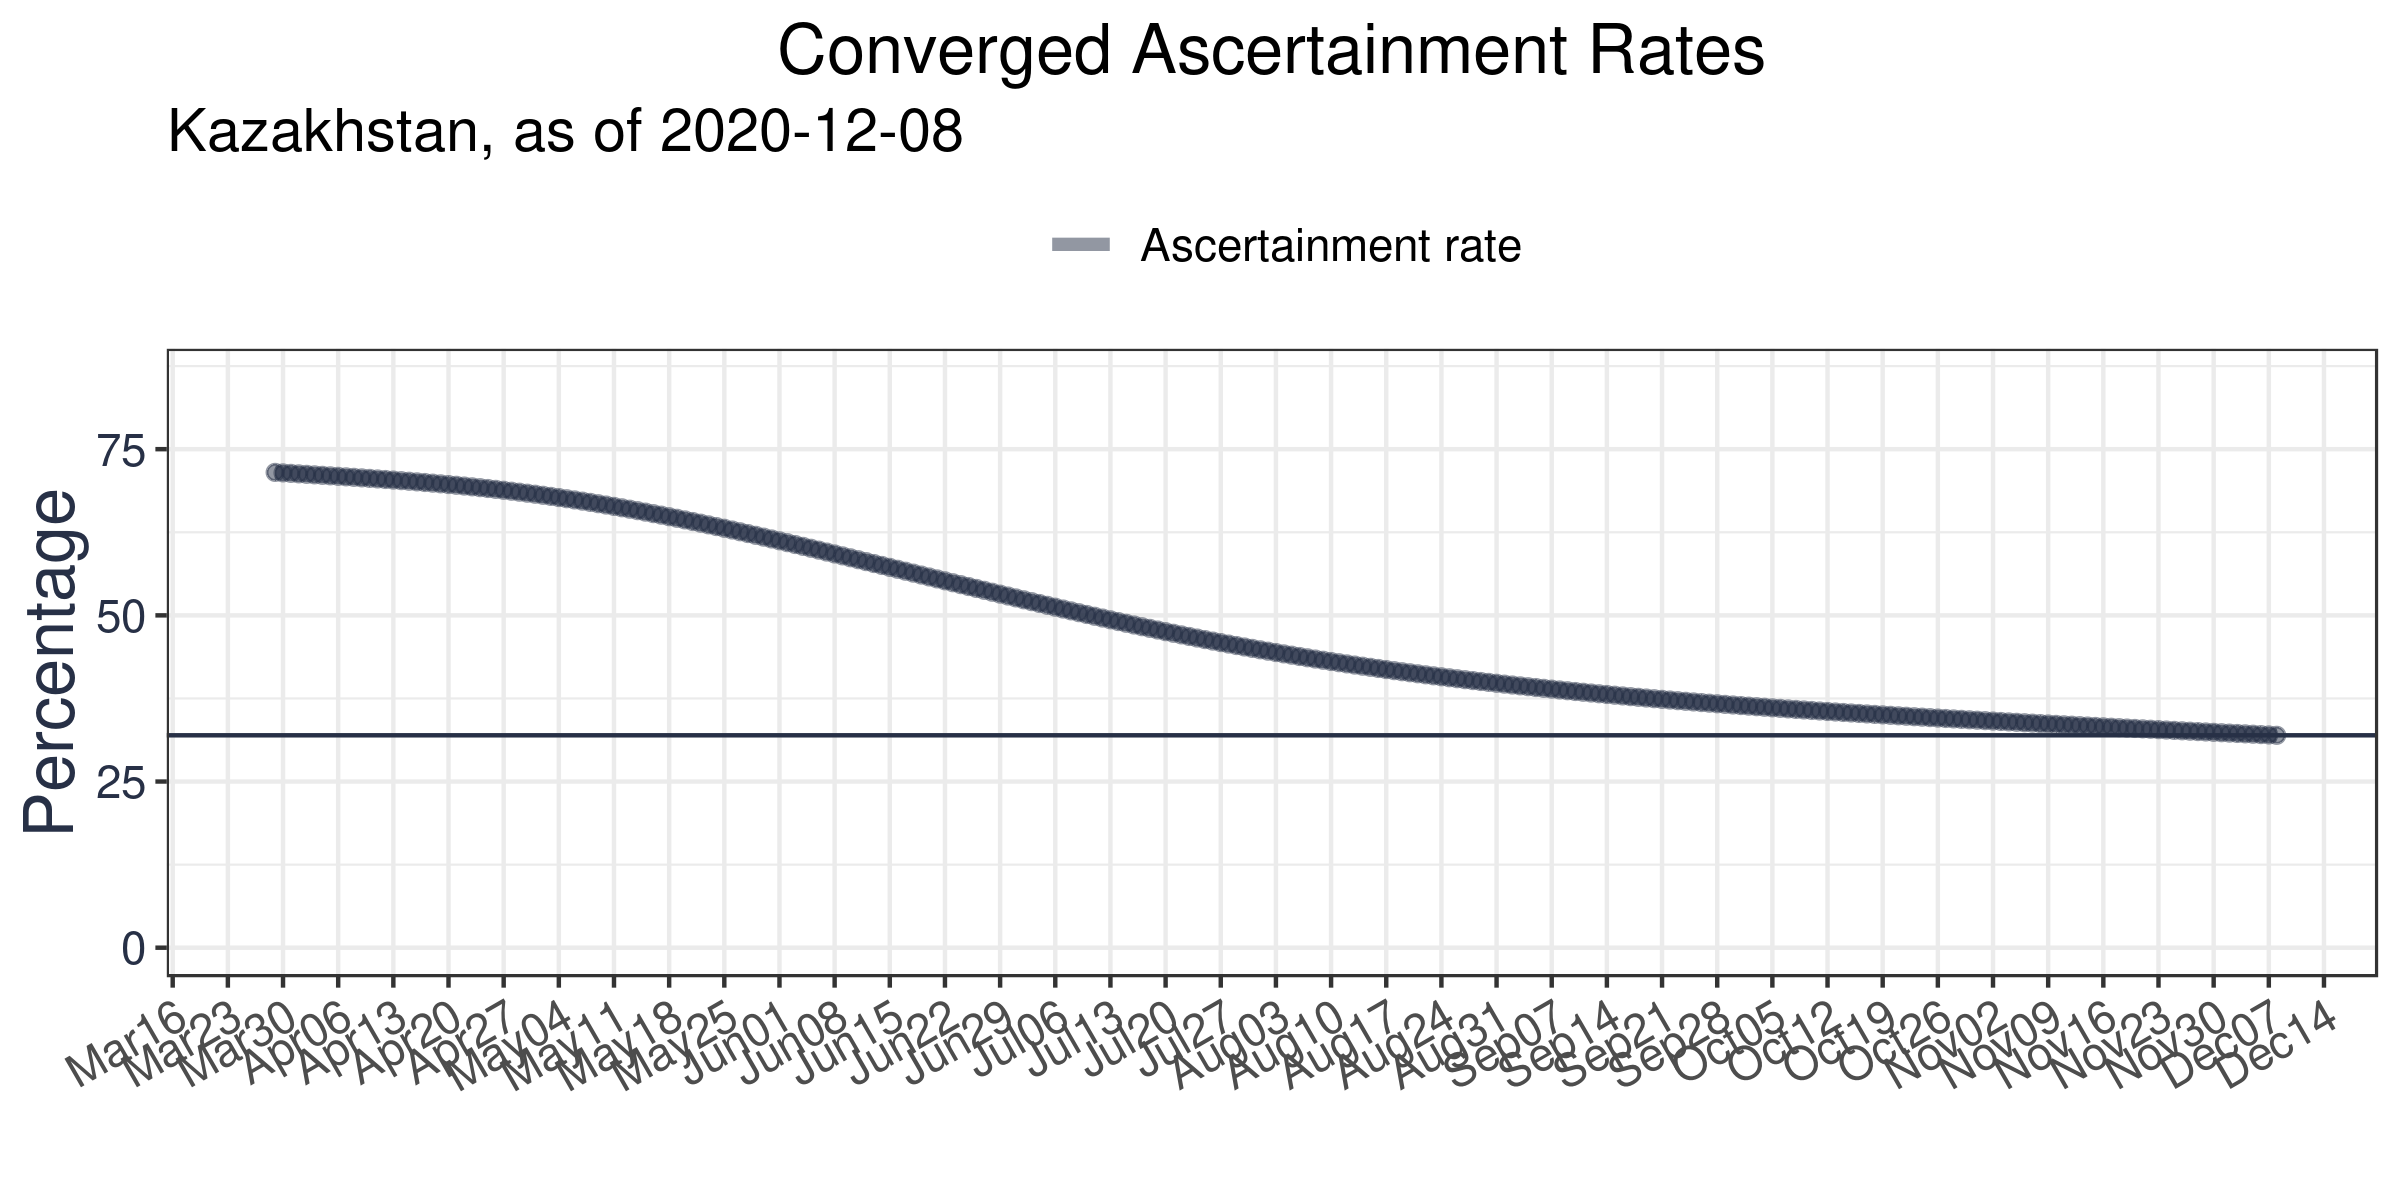 Converged Ascertainment Rates
Kazakhstan, as of 2020-12-08
Ascertainment rate
Percentage
75
50
25
0
Mar16
Mar23
Mar30
Apr06
Apr13
Apr20
Apr27
May04
May11
May18
May25
Jun01
Jun08
Jun15
Jun22
Jun29
Jul06
Jul13
Jul20
Jul27
Aug03
Aug10
Aug17
Aug24
Aug31
Sep07
Sep14
Sep21
Sep28
Oct05
Oct12
Oct19
Oct26
Nov02
Nov09
Nov16
Nov23
Nov30
Dec07
Dec14